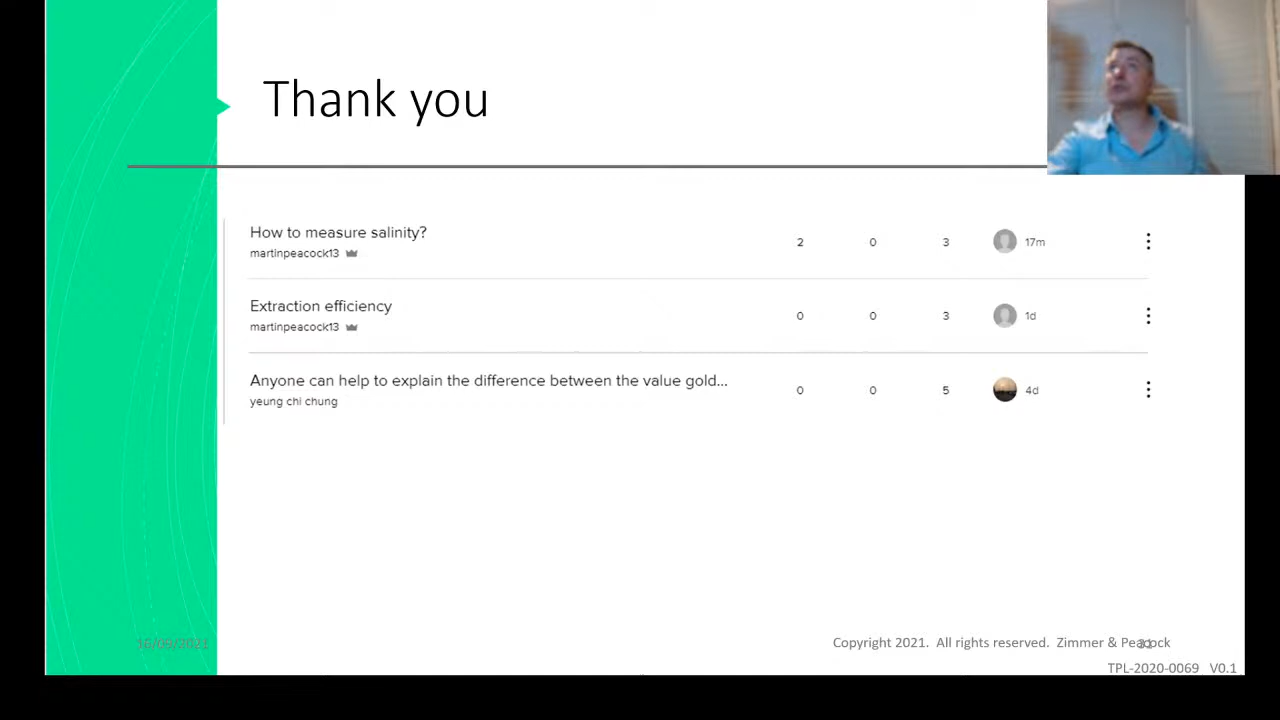 Thank you
How to measure salinity?
martinpeacock13
2 0 3 17m
Extraction efficiency
martinpeacock13
0 0 3 1d
Anyone can help to explain the difference between the value gold...
yeung chi chung
0 0 5 4d
16/09/2021
Copyright 2021. All rights reserved. Zimmer & Peacock
TPL-2020-0069 V0.1